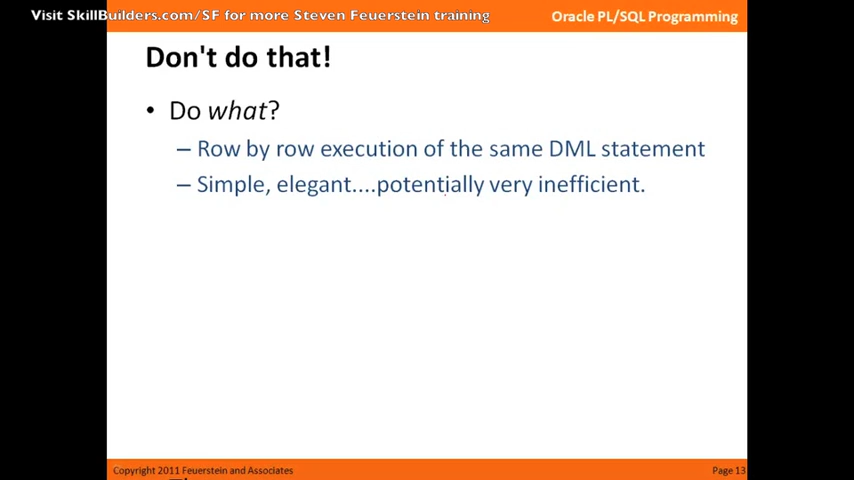 Visit SkillBuilders.com/SF for more Steven Feuerstein training
Oracle PL/SQL Programming
Don't do that!
• Do what?
– Row by row execution of the same DML statement
– Simple, elegant....potentially very inefficient.
Copyright 2011 Feuerstein and Associates
Page 13